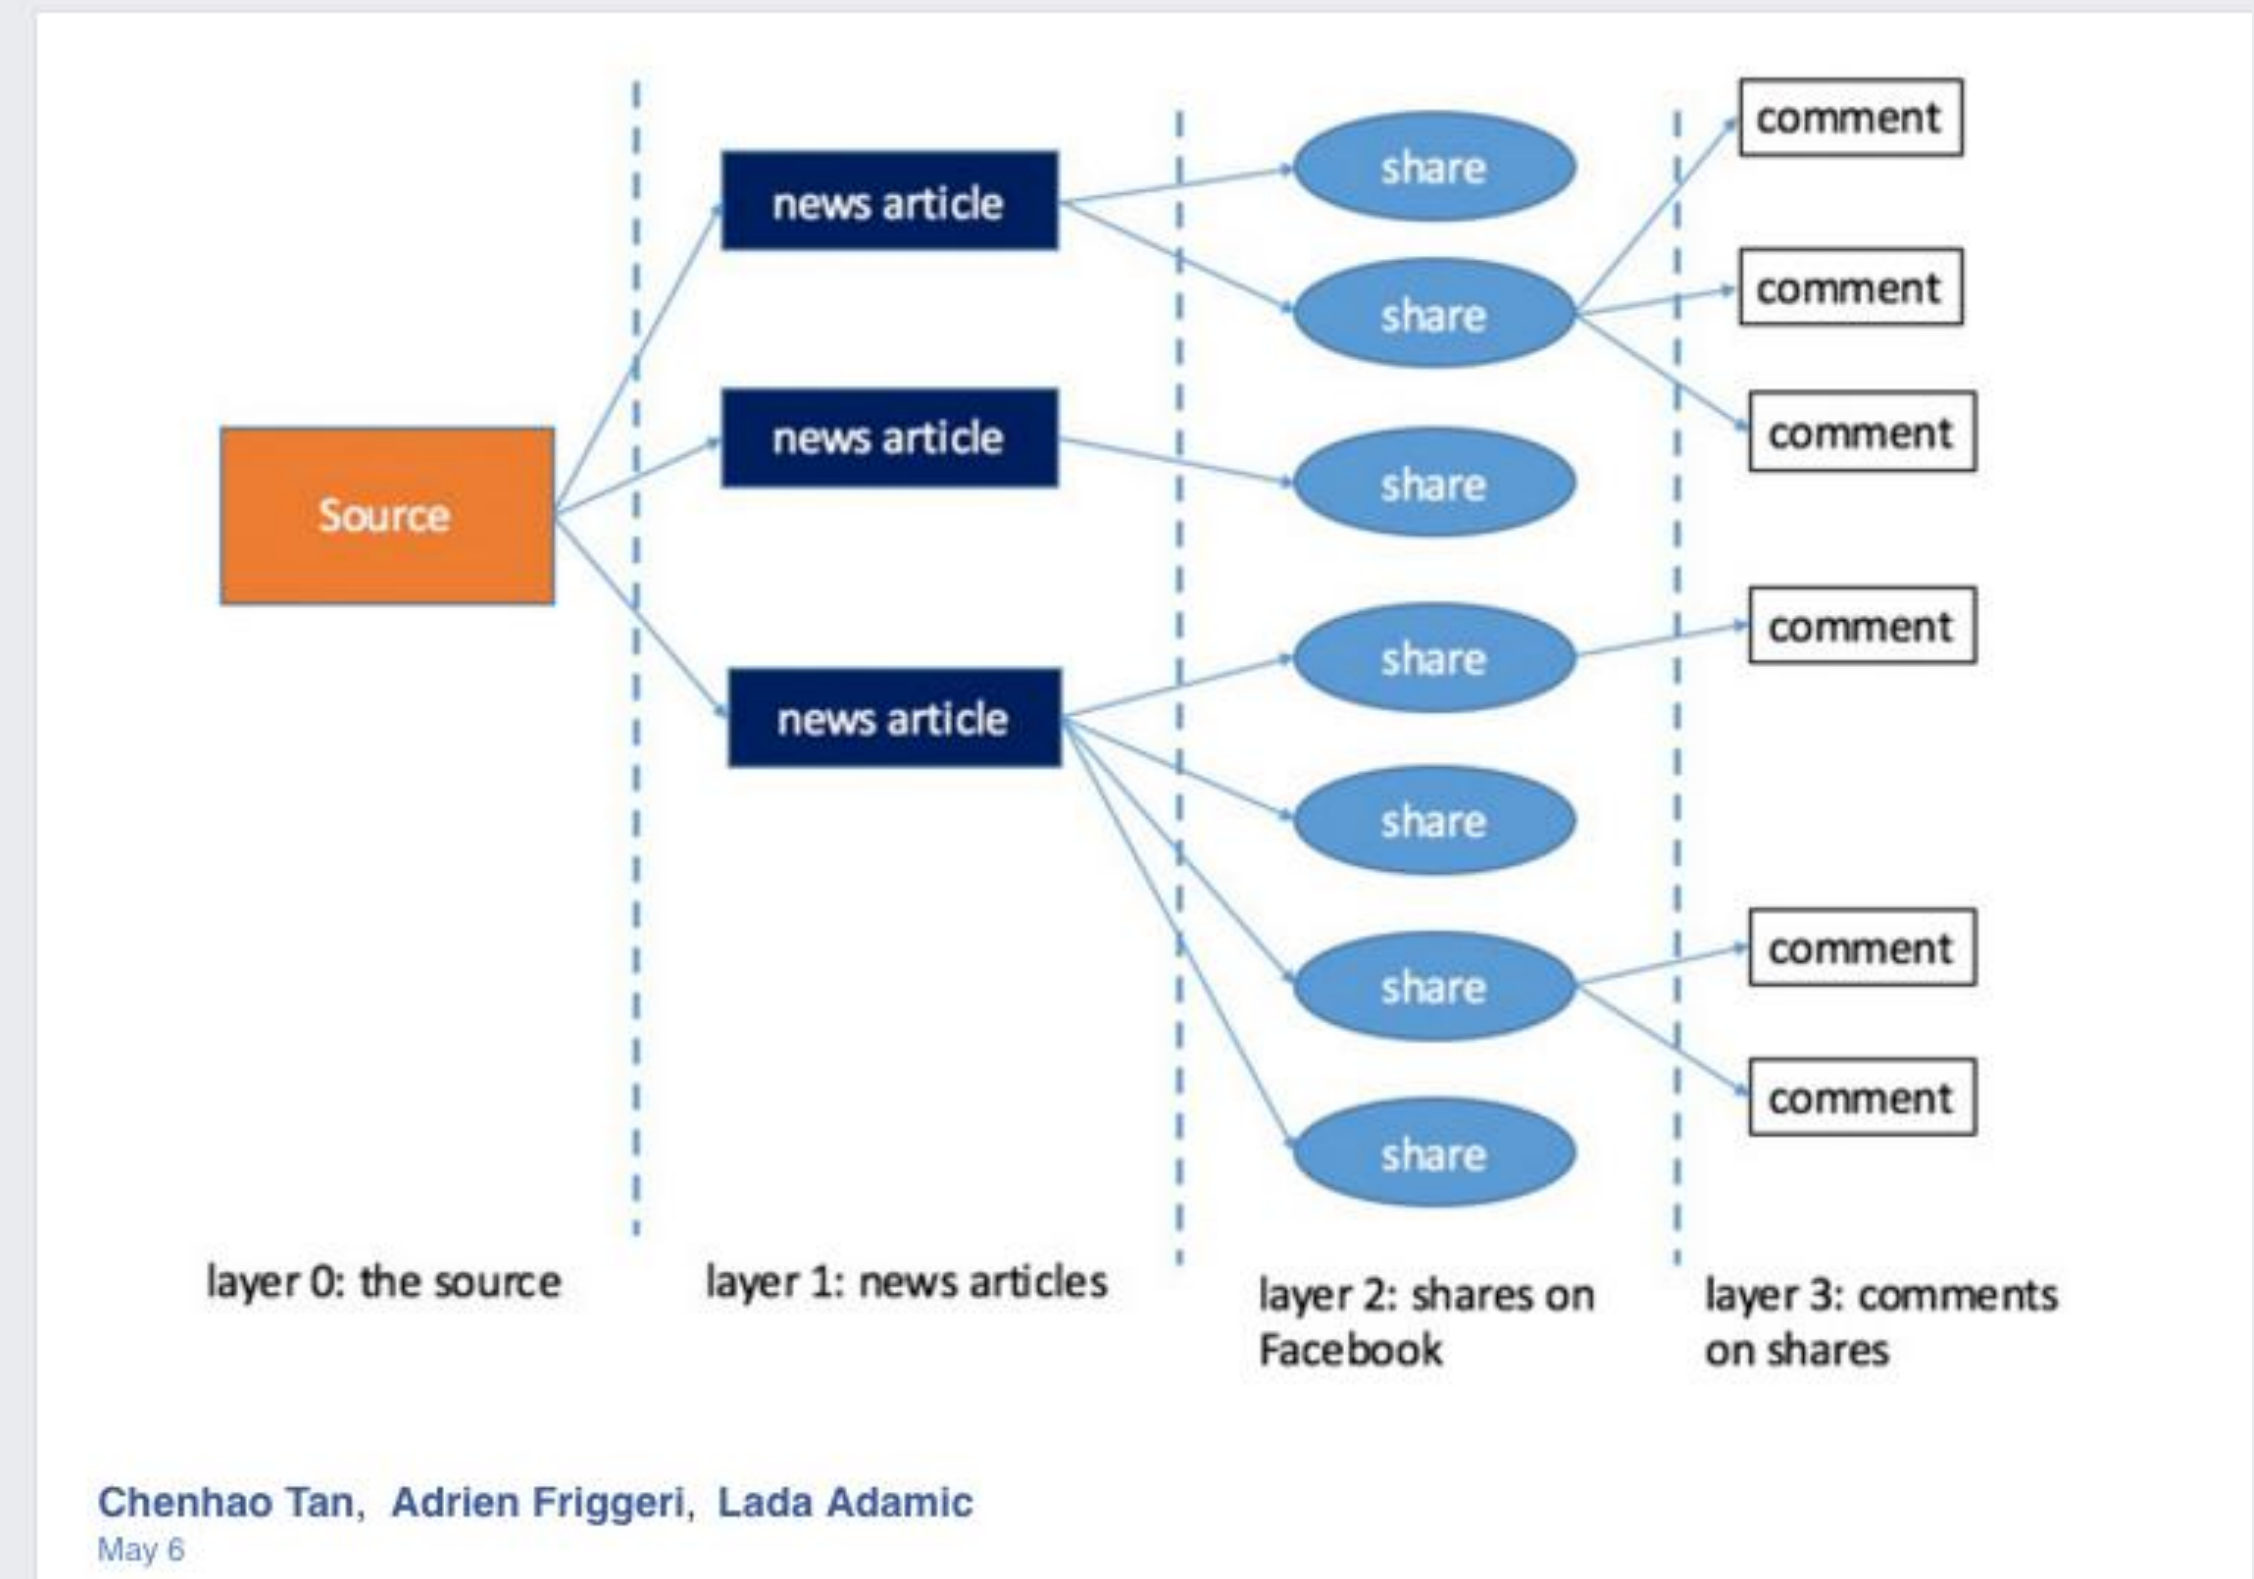 comment
share
news article
comment
share
comment
news article
share
Source
comment
share
news article
share
comment
share
comment
share
layer 0: the source
layer 1: news articles
layer 2: shares on
Facebook
layer 3: comments
on shares
Chenhao Tan, Adrien Friggeri, Lada Adamic
May 6